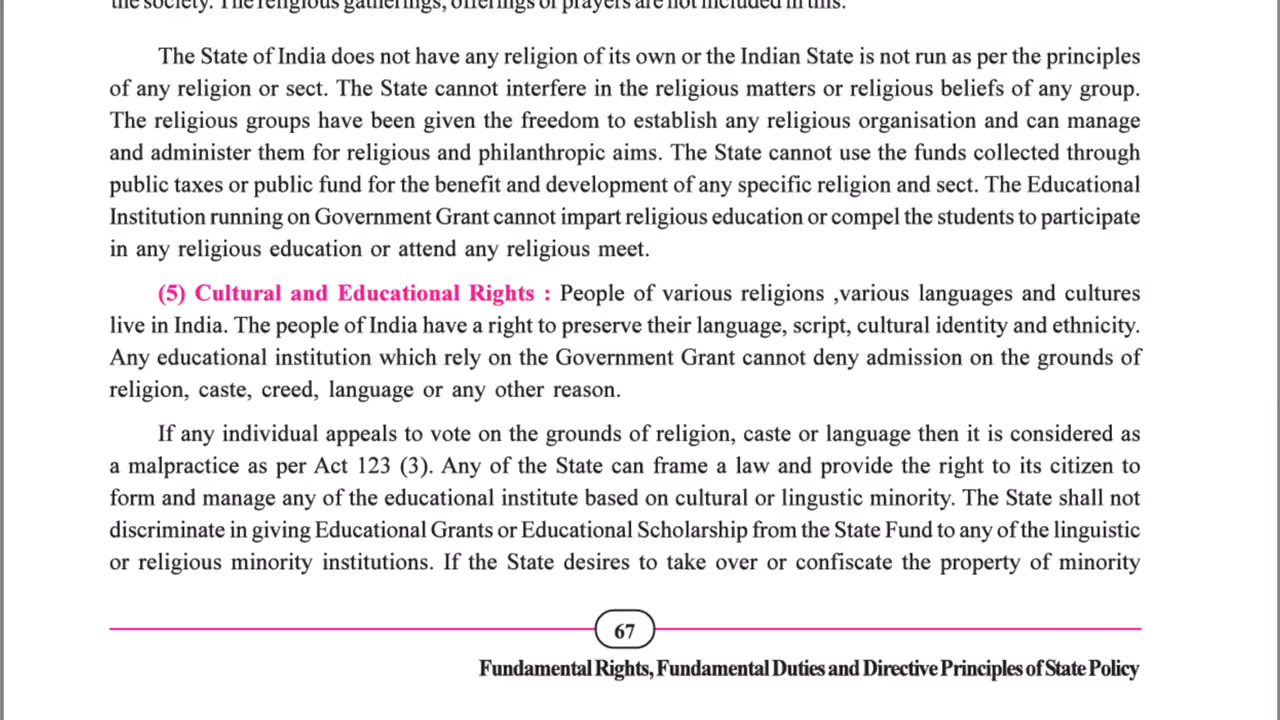 the society. The religious gatherings, offerings of prayers are not included in this.
The State of India does not have any religion of its own or the Indian State is not run as per the principles
of any religion or sect. The State cannot interfere in the religious matters or religious beliefs of any group.
The religious groups have been given the freedom to establish any religious organisation and can manage
and administer them for religious and philanthropic aims. The State cannot use the funds collected through
public taxes or public fund for the benefit and development of any specific religion and sect. The Educational
Institution running on Government Grant cannot impart religious education or compel the students to participate
in any religious education or attend any religious meet.
(5) Cultural and Educational Rights : People of various religions ,various languages and cultures
live in India. The people of India have a right to preserve their language, script, cultural identity and ethnicity.
Any educational institution which rely on the Government Grant cannot deny admission on the grounds of
religion, caste, creed, language or any other reason.
If any individual appeals to vote on the grounds of religion, caste or language then it is considered as
a malpractice as per Act 123 (3). Any of the State can frame a law and provide the right to its citizen to
form and manage any of the educational institute based on cultural or lingustic minority. The State shall not
discriminate in giving Educational Grants or Educational Scholarship from the State Fund to any of the linguistic
or religious minority institutions. If the State desires to take over or confiscate the property of minority
67
Fundamental Rights, Fundamental Duties and Directive Principles of State Policy